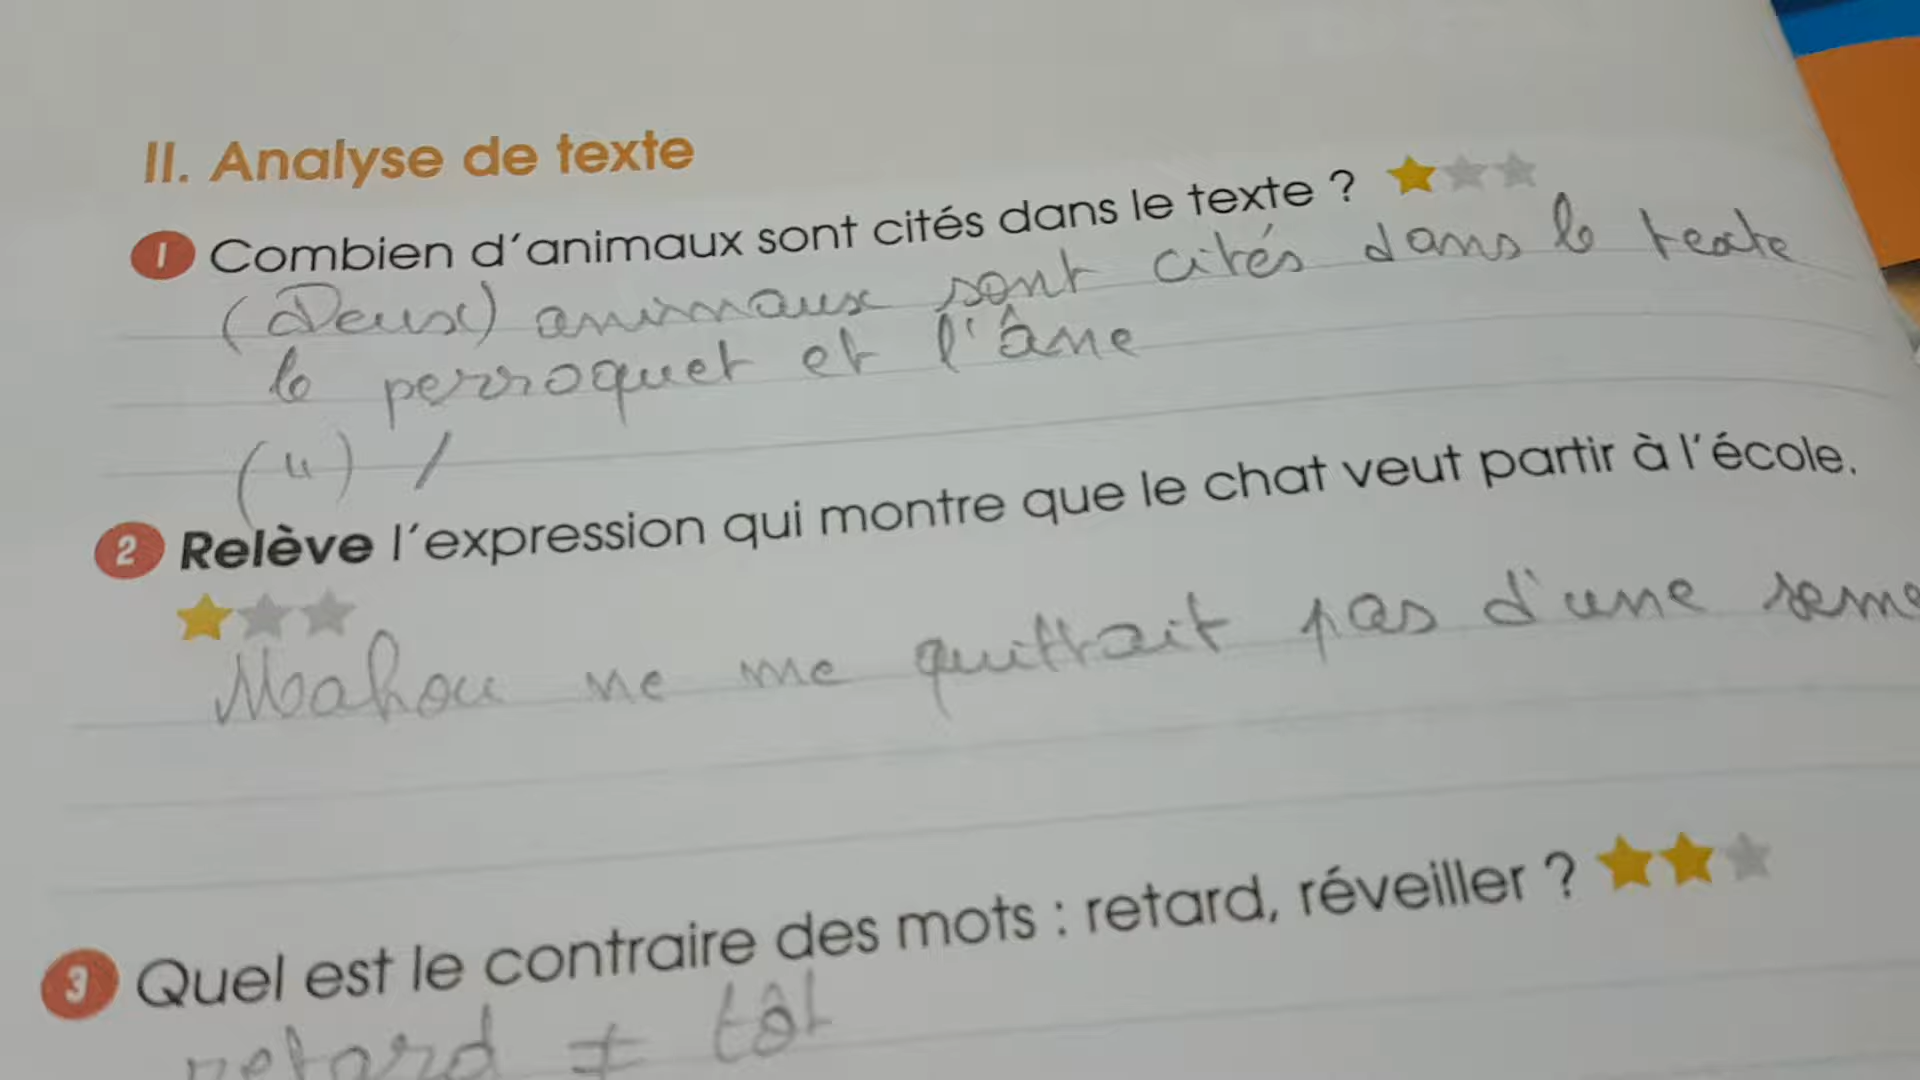 II. Analyse de texte
1 Combien d'animaux sont cités dans le texte ?
(Deux) animaux sont cités dans le texte
le perroquet et l'âne
(4) /
2 Relève l'expression qui montre que le chat veut partir à l'école.
Mahou ne me quittait pas d'une seme
3 Quel est le contraire des mots : retard, réveiller ?
retard ≠ tôt